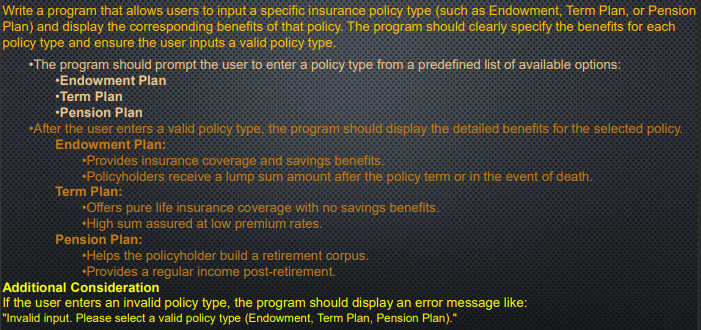 Write a program that allows users to input a specific insurance policy type (such as Endowment, Term Plan, or Pension
Plan) and display the corresponding benefits of that policy. The program should clearly specify the benefits for each
policy type and ensure the user inputs a valid policy type.
•The program should prompt the user to enter a policy type from a predefined list of available options:
•Endowment Plan
•Term Plan
•Pension Plan
•After the user enters a valid policy type, the program should display the detailed benefits for the selected policy.
Endowment Plan:
•Provides insurance coverage and savings benefits.
•Policyholders receive a lump sum amount after the policy term or in the event of death.
Term Plan:
•Offers pure life insurance coverage with no savings benefits.
•High sum assured at low premium rates.
Pension Plan:
•Helps the policyholder build a retirement corpus.
•Provides a regular income post-retirement.
Additional Consideration
If the user enters an invalid policy type, the program should display an error message like:
"Invalid input. Please select a valid policy type (Endowment, Term Plan, Pension Plan)."